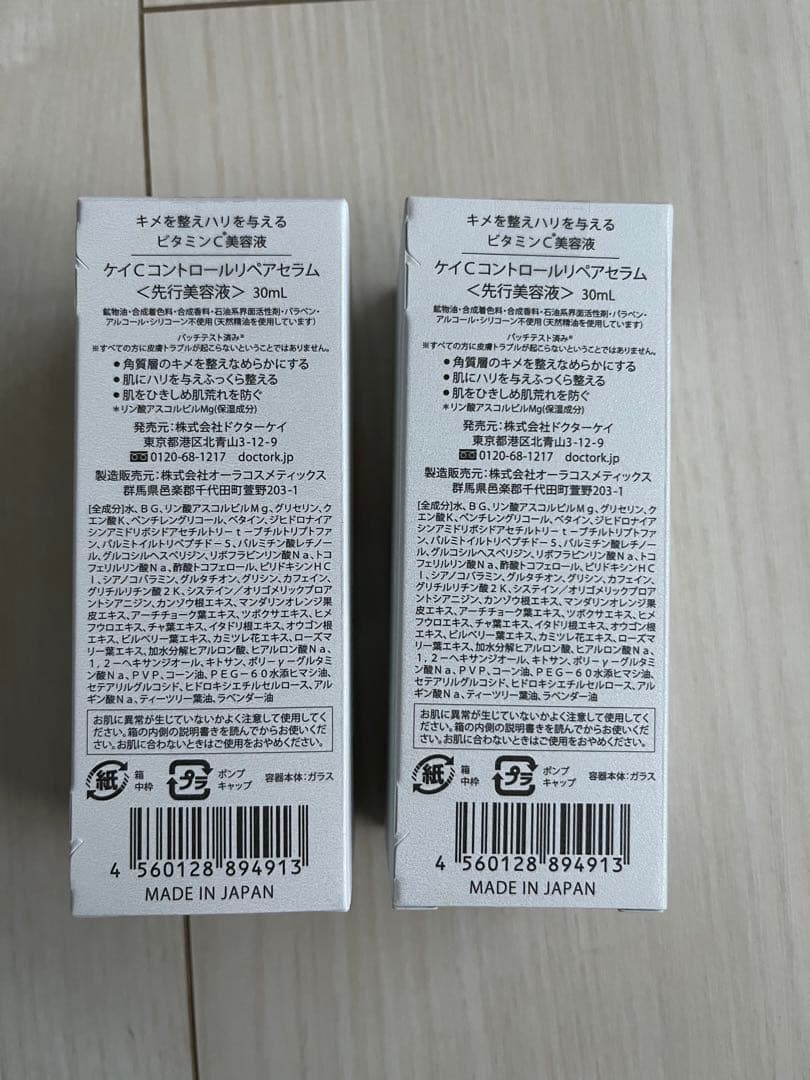 キメを整えハリを与える
ビタミンC*美容液
ケイCコントロールリペアセラム
＜先行美容液＞ 30mL
鉱物油・合成着色料・合成香料・石油系界面活性剤・パラベン・
アルコール・シリコーン不使用(天然精油を使用しています)
パッチテスト済み※
※すべての方に皮膚トラブルが起こらないということではありません。
●角質層のキメを整えなめらかにする
●肌にハリを与えふっくら整える
●肌をひきしめ肌荒れを防ぐ
*リン酸アスコルビルMg(保湿成分)
発売元：株式会社ドクターケイ
東京都港区北青山3-12-9
0120-68-1217 doctork.jp
製造販売元：株式会社オーラコスメティックス
群馬県邑楽郡千代田町萱野203-1
[全成分]水、BG、リン酸アスコルビルMg、グリセリン、ク
エン酸K、ペンチレングリコール、ベタイン、ジヒドロナイア
シンアミドリボシドアセチルトリーtーブチルトリプトファ
ン、パルミトイルトリペプチドー5、パルミチン酸レチノー
ル、グルコシルヘスペリジン、リボフラビンリン酸Na、トコ
フェリルリン酸Na、酢酸トコフェロール、ピリドキシンHC
l、シアノコバラミン、グルタチオン、グリシン、カフェイン、
グリチルリチン酸2K、システイン／オリゴメリックプロア
ントシアニジン、カンゾウ根エキス、マンダリンオレンジ果
皮エキス、アーチチョーク葉エキス、ツボクサエキス、ヒメ
フウロエキス、チャ葉エキス、イタドリ根エキス、オウゴン根
エキス、ビルベリー葉エキス、カミツレ花エキス、ローズマ
リー葉エキス、加水分解ヒアルロン酸、ヒアルロン酸Na、
1，2ーヘキサンジオール、キトサン、ポリーγーグルタミ
ン酸Na、PVP、コーン油、PEGー60水添ヒマシ油、
セテアリルグルコシド、ヒドロキシエチルセルロース、アル
ギン酸Na、ティーツリー葉油、ラベンダー油
お肌に異常が生じていないかよく注意して使用してく
ださい。箱の内側の説明書きを読んでからお使いくだ
さい。お肌に合わないときはご使用をおやめください。
紙 箱 プラ ポンプ 容器本体：ガラス
中枠 キャップ
4 560128 894913
MADE IN JAPAN
キメを整えハリを与える
ビタミンC*美容液
ケイCコントロールリペアセラム
＜先行美容液＞ 30mL
鉱物油・合成着色料・合成香料・石油系界面活性剤・パラベン・
アルコール・シリコーン不使用(天然精油を使用しています)
パッチテスト済み※
※すべての方に皮膚トラブルが起こらないということではありません。
●角質層のキメを整えなめらかにする
●肌にハリを与えふっくら整える
●肌をひきしめ肌荒れを防ぐ
*リン酸アスコルビルMg(保湿成分)
発売元：株式会社ドクターケイ
東京都港区北青山3-12-9
0120-68-1217 doctork.jp
製造販売元：株式会社オーラコスメティックス
群馬県邑楽郡千代田町萱野203-1
[全成分]水、BG、リン酸アスコルビルMg、グリセリン、ク
エン酸K、ペンチレングリコール、ベタイン、ジヒドロナイア
シンアミドリボシドアセチルトリーtーブチルトリプトファ
ン、パルミトイルトリペプチドー5、パルミチン酸レチノー
ル、グルコシルヘスペリジン、リボフラビンリン酸Na、トコ
フェリルリン酸Na、酢酸トコフェロール、ピリドキシンHC
l、シアノコバラミン、グルタチオン、グリシン、カフェイン、
グリチルリチン酸2K、システイン／オリゴメリックプロア
ントシアニジン、カンゾウ根エキス、マンダリンオレンジ果
皮エキス、アーチチョーク葉エキス、ツボクサエキス、ヒメ
フウロエキス、チャ葉エキス、イタドリ根エキス、オウゴン根
エキス、ビルベリー葉エキス、カミツレ花エキス、ローズマ
リー葉エキス、加水分解ヒアルロン酸、ヒアルロン酸Na、
1，2ーヘキサンジオール、キトサン、ポリーγーグルタミ
ン酸Na、PVP、コーン油、PEGー60水添ヒマシ油、
セテアリルグルコシド、ヒドロキシエチルセルロース、アル
ギン酸Na、ティーツリー葉油、ラベンダー油
お肌に異常が生じていないかよく注意して使用してく
ださい。箱の内側の説明書きを読んでからお使いくだ
さい。お肌に合わないときはご使用をおやめください。
紙 箱 プラ ポンプ 容器本体：ガラス
中枠 キャップ
4 560128 894913
MADE IN JAPAN